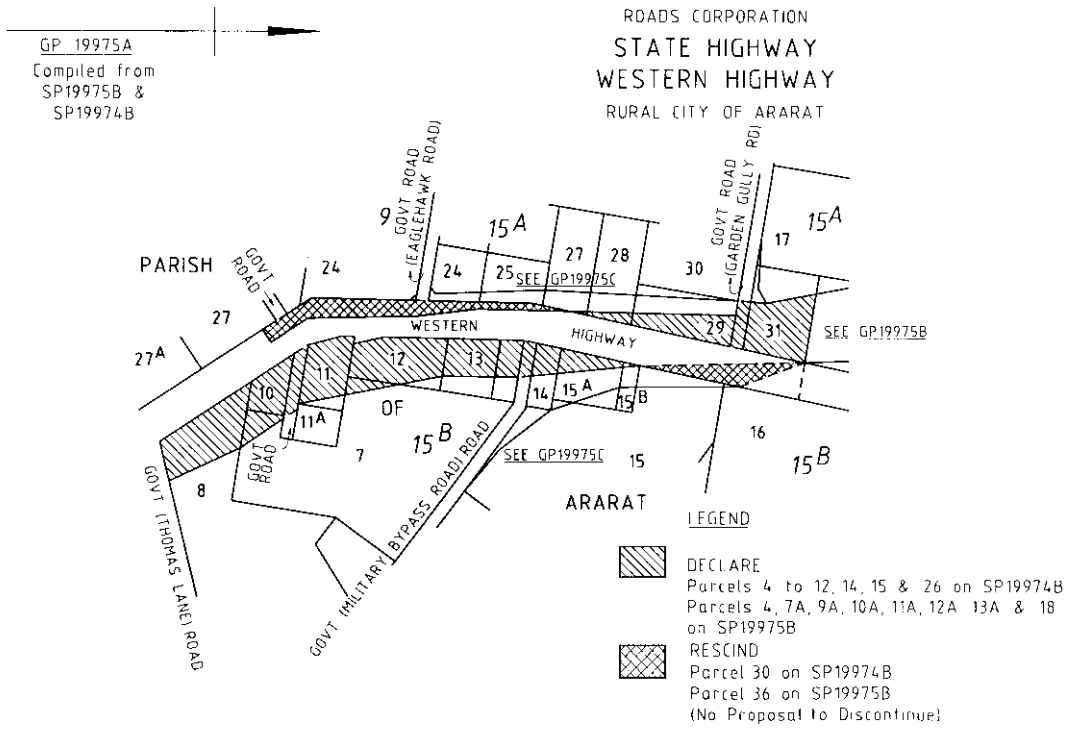 GP 19975A
Compiled from
SP19975B &
SP19974B
ROADS CORPORATION
STATE HIGHWAY
WESTERN HIGHWAY
RURAL CITY OF ARARAT
GOVT ROAD
(EAGLEHAWK ROAD)
GOVT ROAD
(GARDEN GULLY RD)
9
15A
15A
17
27
28
30
PARISH
GOVT
ROAD
24
24
25
SEE GP19975C
27
27A
WESTERN
HIGHWAY
29
31
SEE GP19975B
10
11
12
13
14
15A
15B
11A
OF
GOVT
ROAD
7
15B
8
SEE GP19975C
15
16
15B
ARARAT
GOVT (THOMAS LANE) ROAD
GOVT (MILITARY BYPASS ROAD) ROAD
LEGEND
DECLARE
Parcels 4 to 12, 14, 15 & 26 on SP19974B
Parcels 4, 7A, 9A, 10A, 11A, 12A 13A & 18
on SP19975B
RESCIND
Parcel 30 on SP19974B
Parcel 36 on SP19975B
(No Proposal to Discontinue)